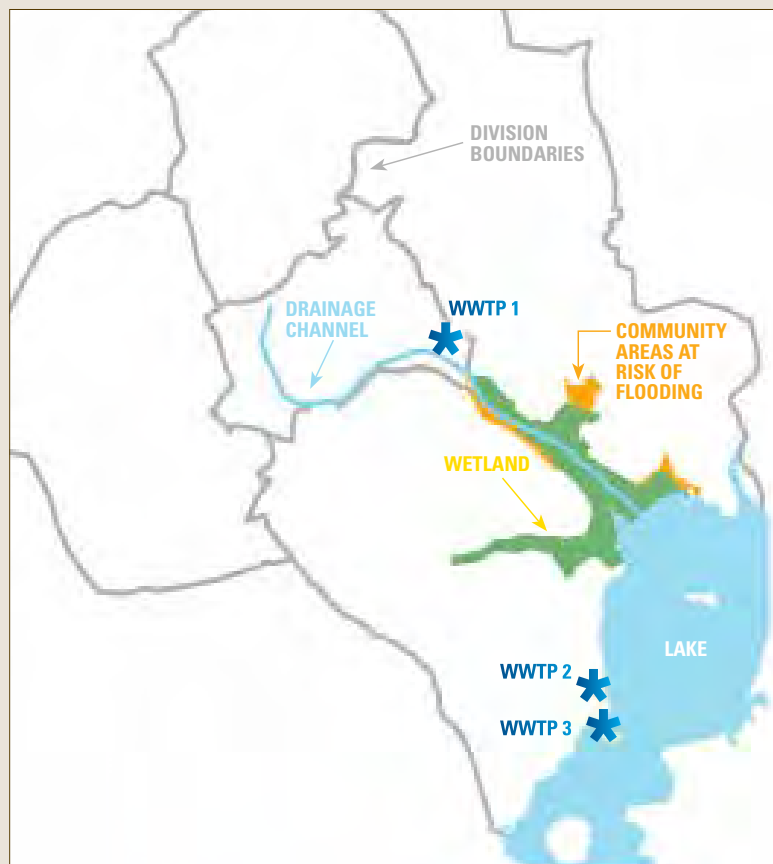 DIVISION
BOUNDARIES
DRAINAGE
CHANNEL
WWTP 1
COMMUNITY
AREAS AT
RISK OF
FLOODING
WETLAND
LAKE
WWTP 2
WWTP 3